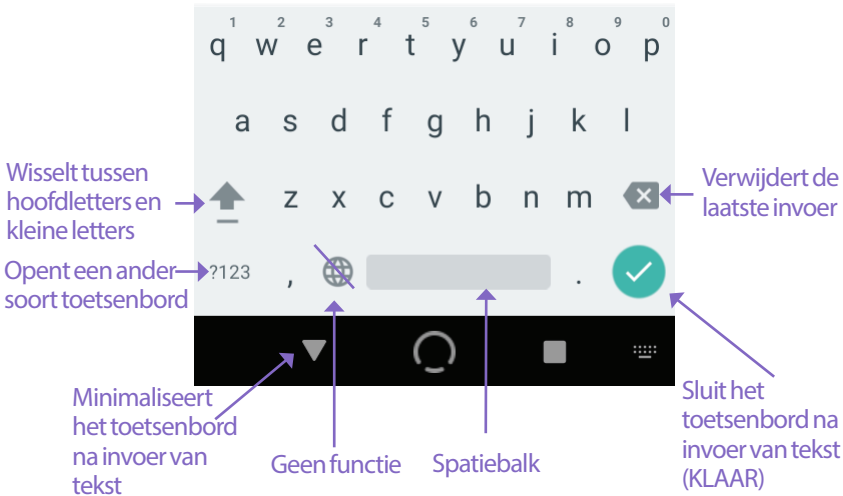 1 2 3 4 5 6 7 8 9 0
q w e r t y u i o p
a s d f g h j k l
Wisselt tussen
hoofdletters en
kleine letters
z x c v b n m
Verwijdert de
laatste invoer
Opent een ander
soort toetsenbord
?123 , .
Minimaliseert
het toetsenbord
na invoer van
tekst
Geen functie
Spatiebalk
Sluit het
toetsenbord na
invoer van tekst
(KLAAR)